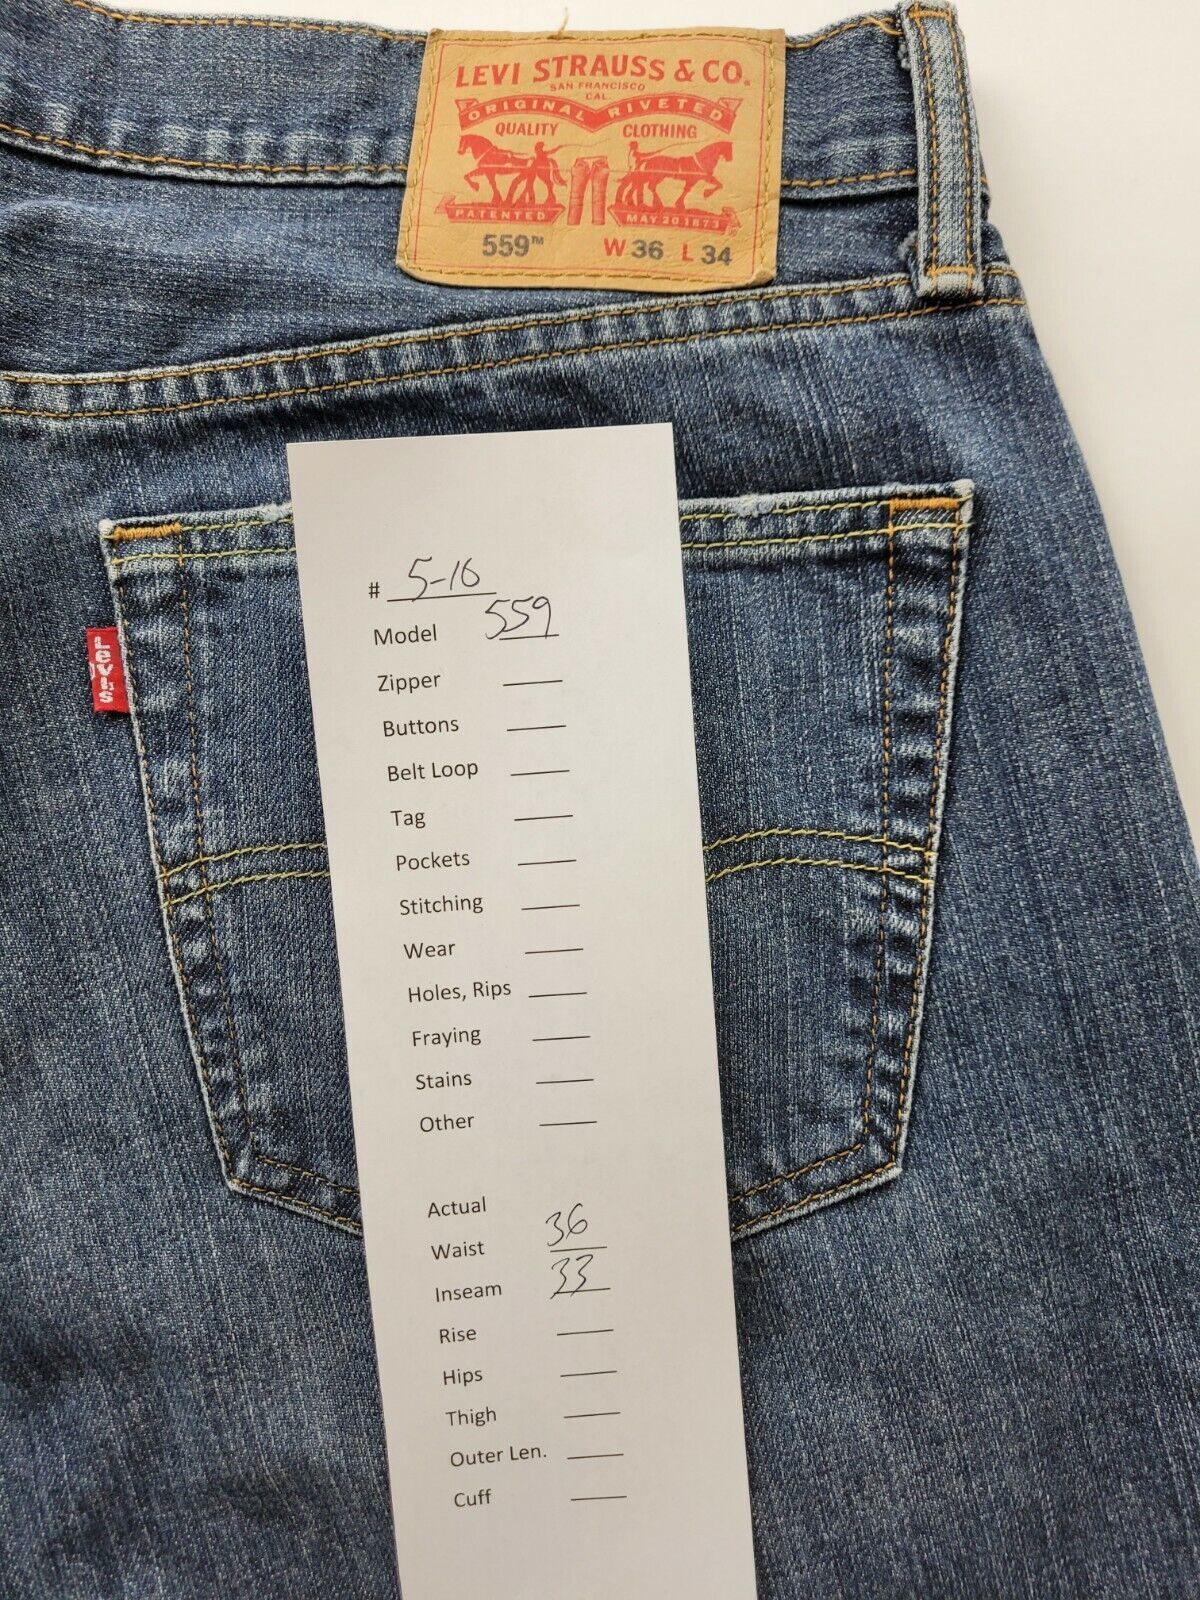 LEVI STRAUSS & CO.
SAN FRANCISCO
CAL.
ORIGINAL RIVETED
QUALITY CLOTHING
PATENTED MAY 20 1873
559™ W 36 L 34
LEVI'S
# 5-16
Model 559
Zipper
Buttons
Belt Loop
Tag
Pockets
Stitching
Wear
Holes, Rips
Fraying
Stains
Other
Actual
Waist 36
Inseam 33
Rise
Hips
Thigh
Outer Len.
Cuff